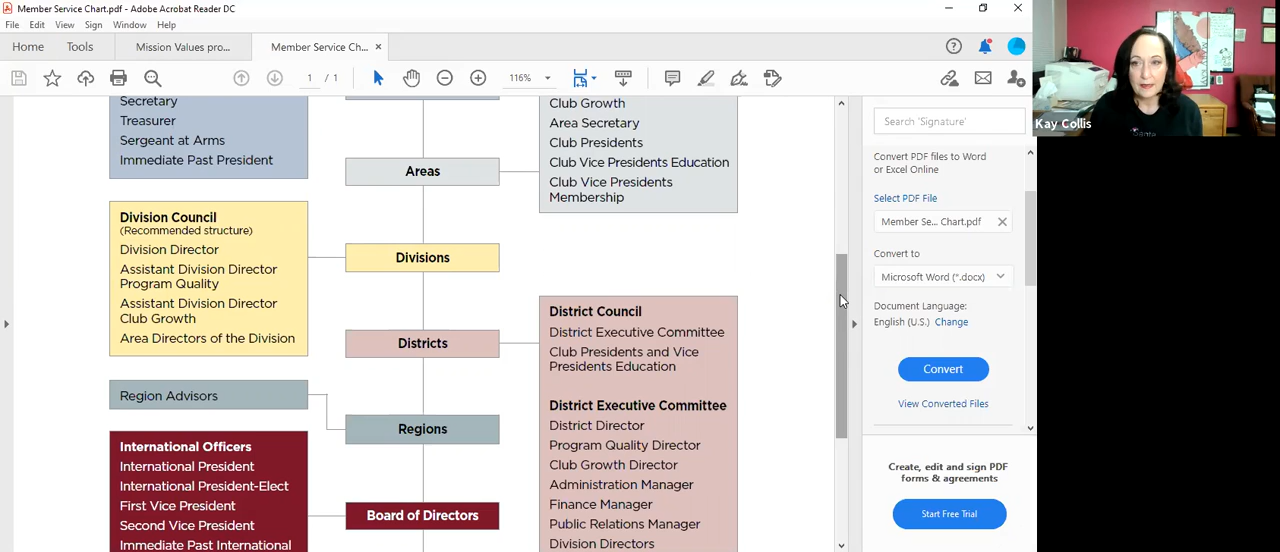 Member Service Chart.pdf - Adobe Acrobat Reader DC
File Edit View Sign Window Help
Home Tools Mission Values pro... Member Service Ch... ×
1 / 1 116%
Secretary
Treasurer
Sergeant at Arms
Immediate Past President
Areas
Club Growth
Area Secretary
Club Presidents
Club Vice Presidents Education
Club Vice Presidents
Membership
Division Council
(Recommended structure)
Division Director
Assistant Division Director
Program Quality
Assistant Division Director
Club Growth
Area Directors of the Division
Divisions
Districts
District Council
District Executive Committee
Club Presidents and Vice
Presidents Education
District Executive Committee
District Director
Program Quality Director
Club Growth Director
Administration Manager
Finance Manager
Public Relations Manager
Division Directors
Region Advisors
Regions
International Officers
International President
International President-Elect
First Vice President
Second Vice President
Immediate Past International
Board of Directors
Search 'Signature'
Convert PDF files to Word
or Excel Online
Select PDF File
Member Se... Chart.pdf
Convert to
Microsoft Word (*.docx)
Document Language:
English (U.S.) Change
Convert
View Converted Files
Create, edit and sign PDF
forms & agreements
Start Free Trial
Kay Collis